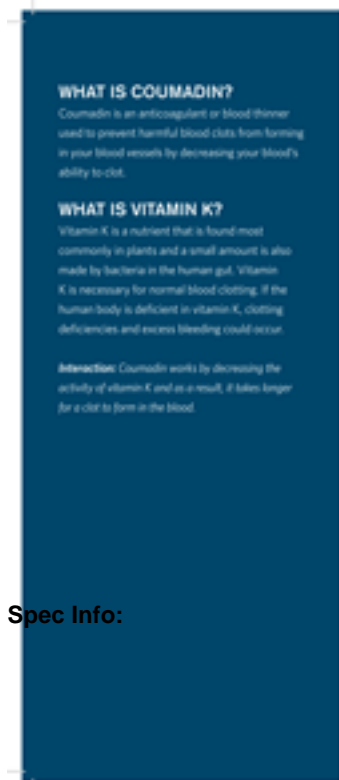 WHAT IS COUMADIN?
Coumadin is an anticoagulant or blood thinner
used to prevent harmful blood clots from forming
in your blood vessels by decreasing your blood's
ability to clot.
WHAT IS VITAMIN K?
Vitamin K is a nutrient that is found most
commonly in plants and a small amount is also
made by bacteria in the human gut. Vitamin
K is necessary for normal blood clotting. If the
human body is deficient in vitamin K, clotting
deficiencies and excess bleeding could occur.
Interaction: Coumadin works by decreasing the
activity of vitamin K and as a result, it takes longer
for a clot to form in the blood.
Spec Info: